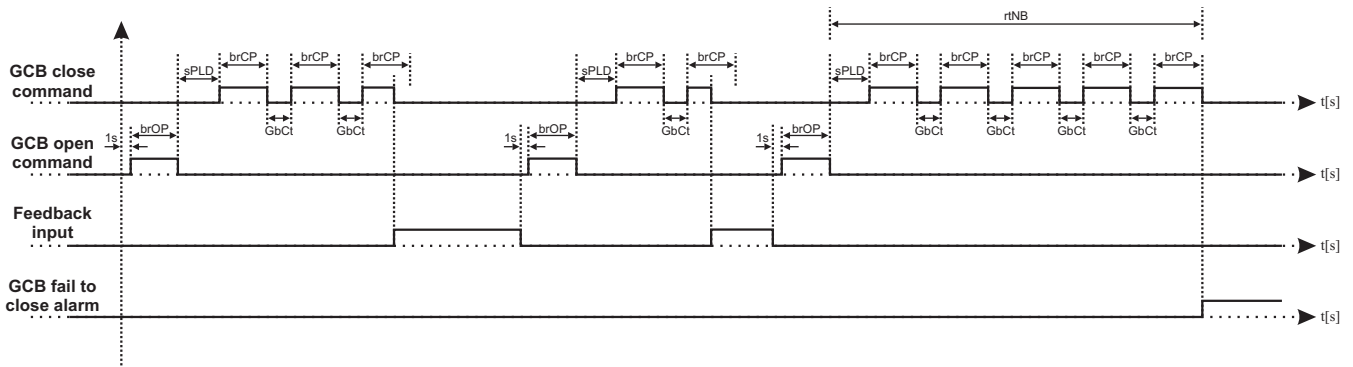 rtNB
brCP brCP brCP brCP brCP brCP brCP brCP brCP brCP
sPLD sPLD sPLD
GCB close
command
t[s]
GbCt GbCt GbCt GbCt GbCt GbCt GbCt
1s brOP 1s brOP 1s brOP
GCB open
command
t[s]
Feedback
input
t[s]
GCB fail to
close alarm
t[s]